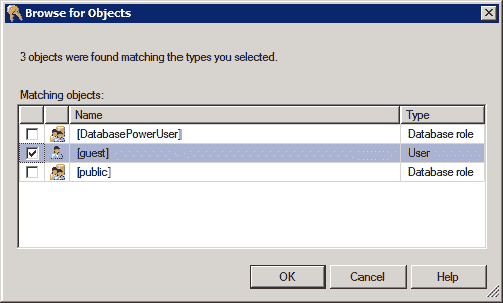 Browse for Objects
3 objects were found matching the types you selected.
Matching objects:
Name Type
[DatabasePowerUser] Database role
[guest] User
[public] Database role
OK Cancel Help